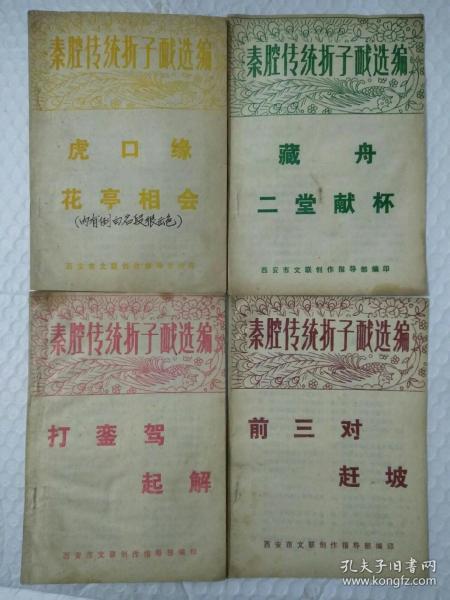 秦腔传统折子戏选编
虎口缘
花亭相会
西安市文联创作指导部编印
秦腔传统折子戏选编
藏舟
二堂献杯
西安市文联创作指导部编印
秦腔传统折子戏选编
打銮驾
起解
西安市文联创作指导部编印
秦腔传统折子戏选编
前三对
赶坡
西安市文联创作指导部编印
孔夫子旧书网